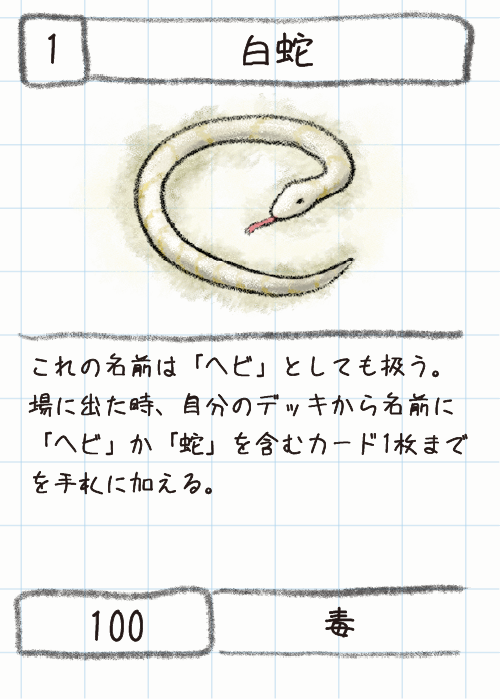 1
白蛇
これの名前は「ヘビ」としても扱う。
場に出た時、自分のデッキから名前に
「ヘビ」か「蛇」を含むカード1枚まで
を手札に加える。
100
毒